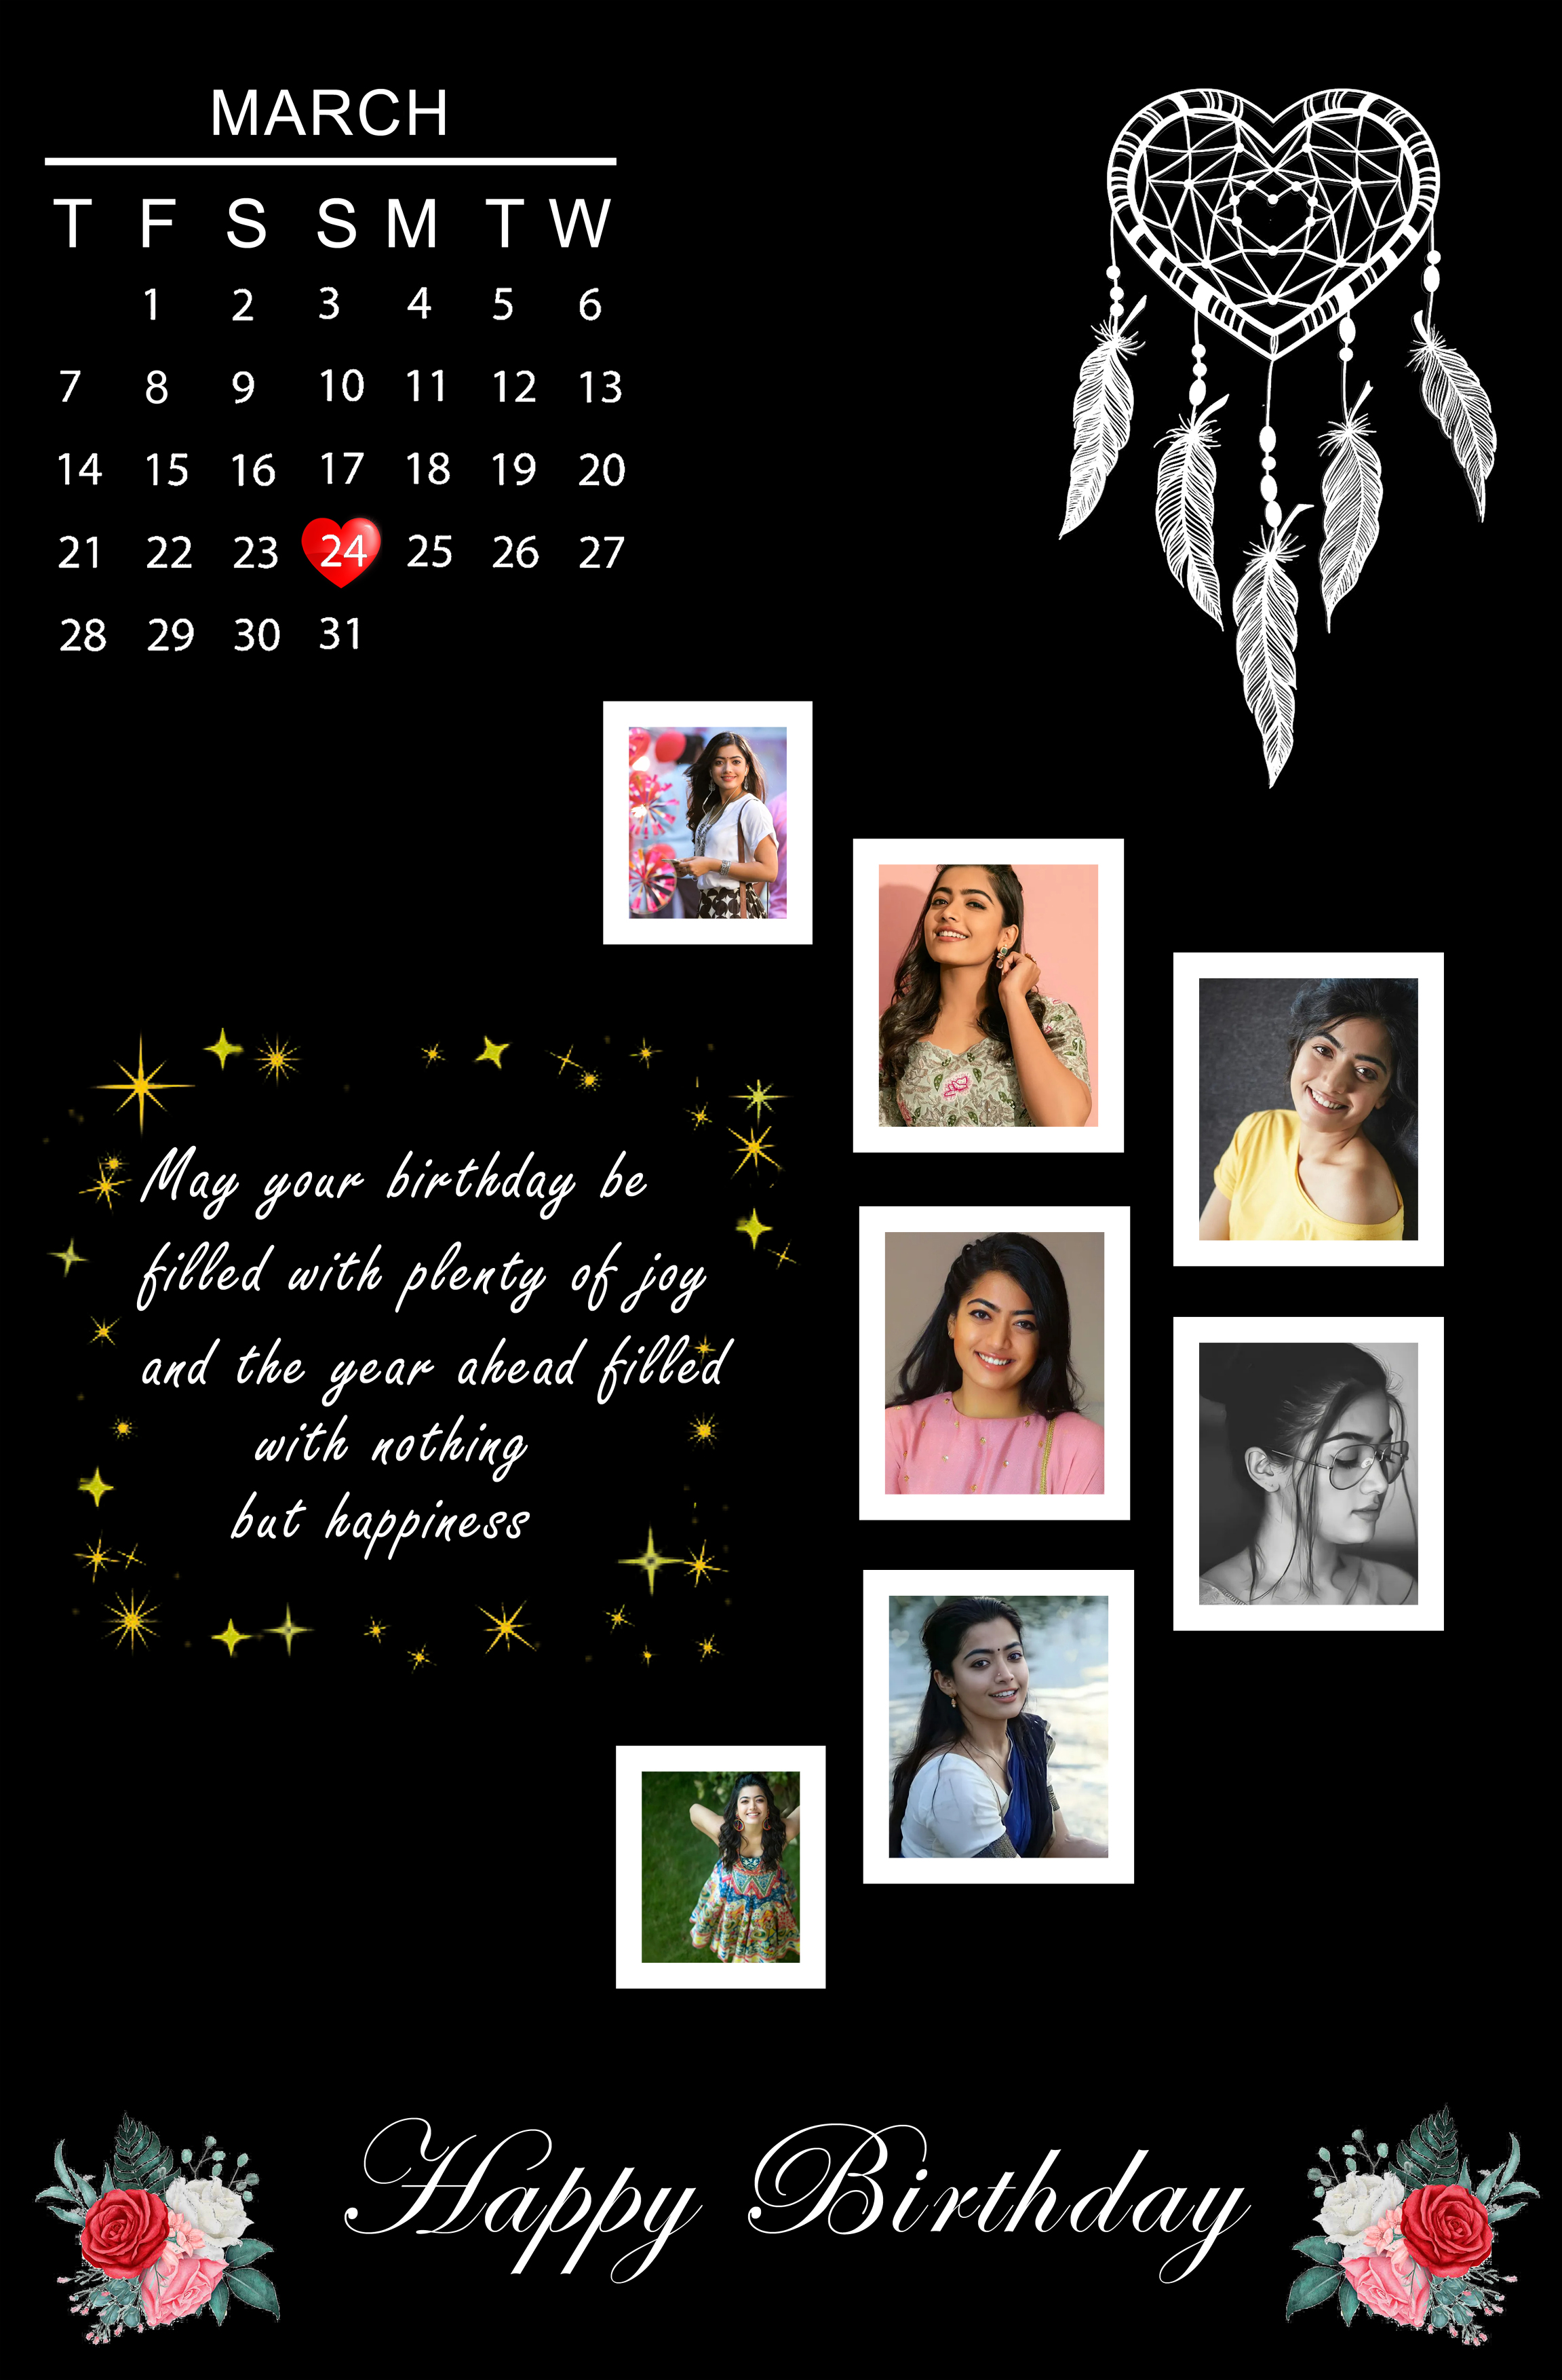 MARCH
T F S S M T W
1 2 3 4 5 6
7 8 9 10 11 12 13
14 15 16 17 18 19 20
21 22 23 24 25 26 27
28 29 30 31
May your birthday be
filled with plenty of joy
and the year ahead filled
with nothing
but happiness
Happy Birthday